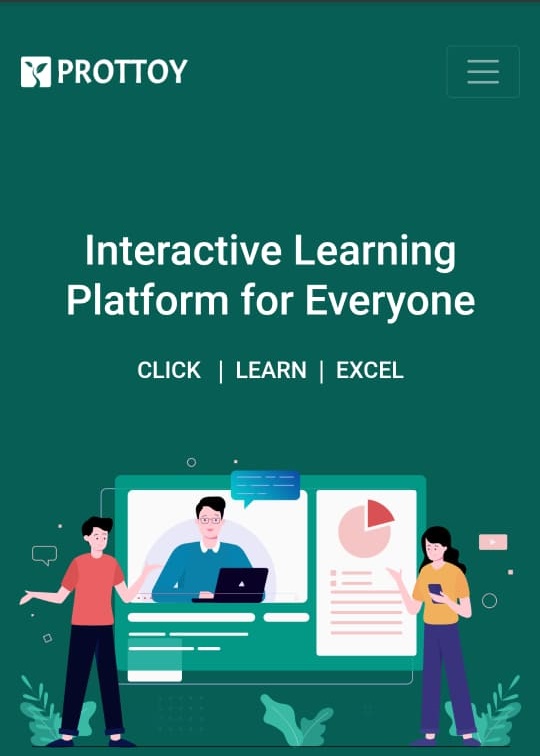 PROTTOY
Interactive Learning
Platform for Everyone
CLICK | LEARN | EXCEL